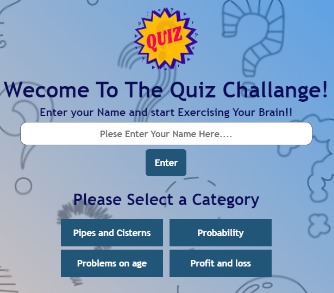 QUIZ
Wecome To The Quiz Challange!
Enter your Name and start Exercising Your Brain!!
Plese Enter Your Name Here....
Enter
Please Select a Category
Pipes and Cisterns
Probability
Problems on age
Profit and loss